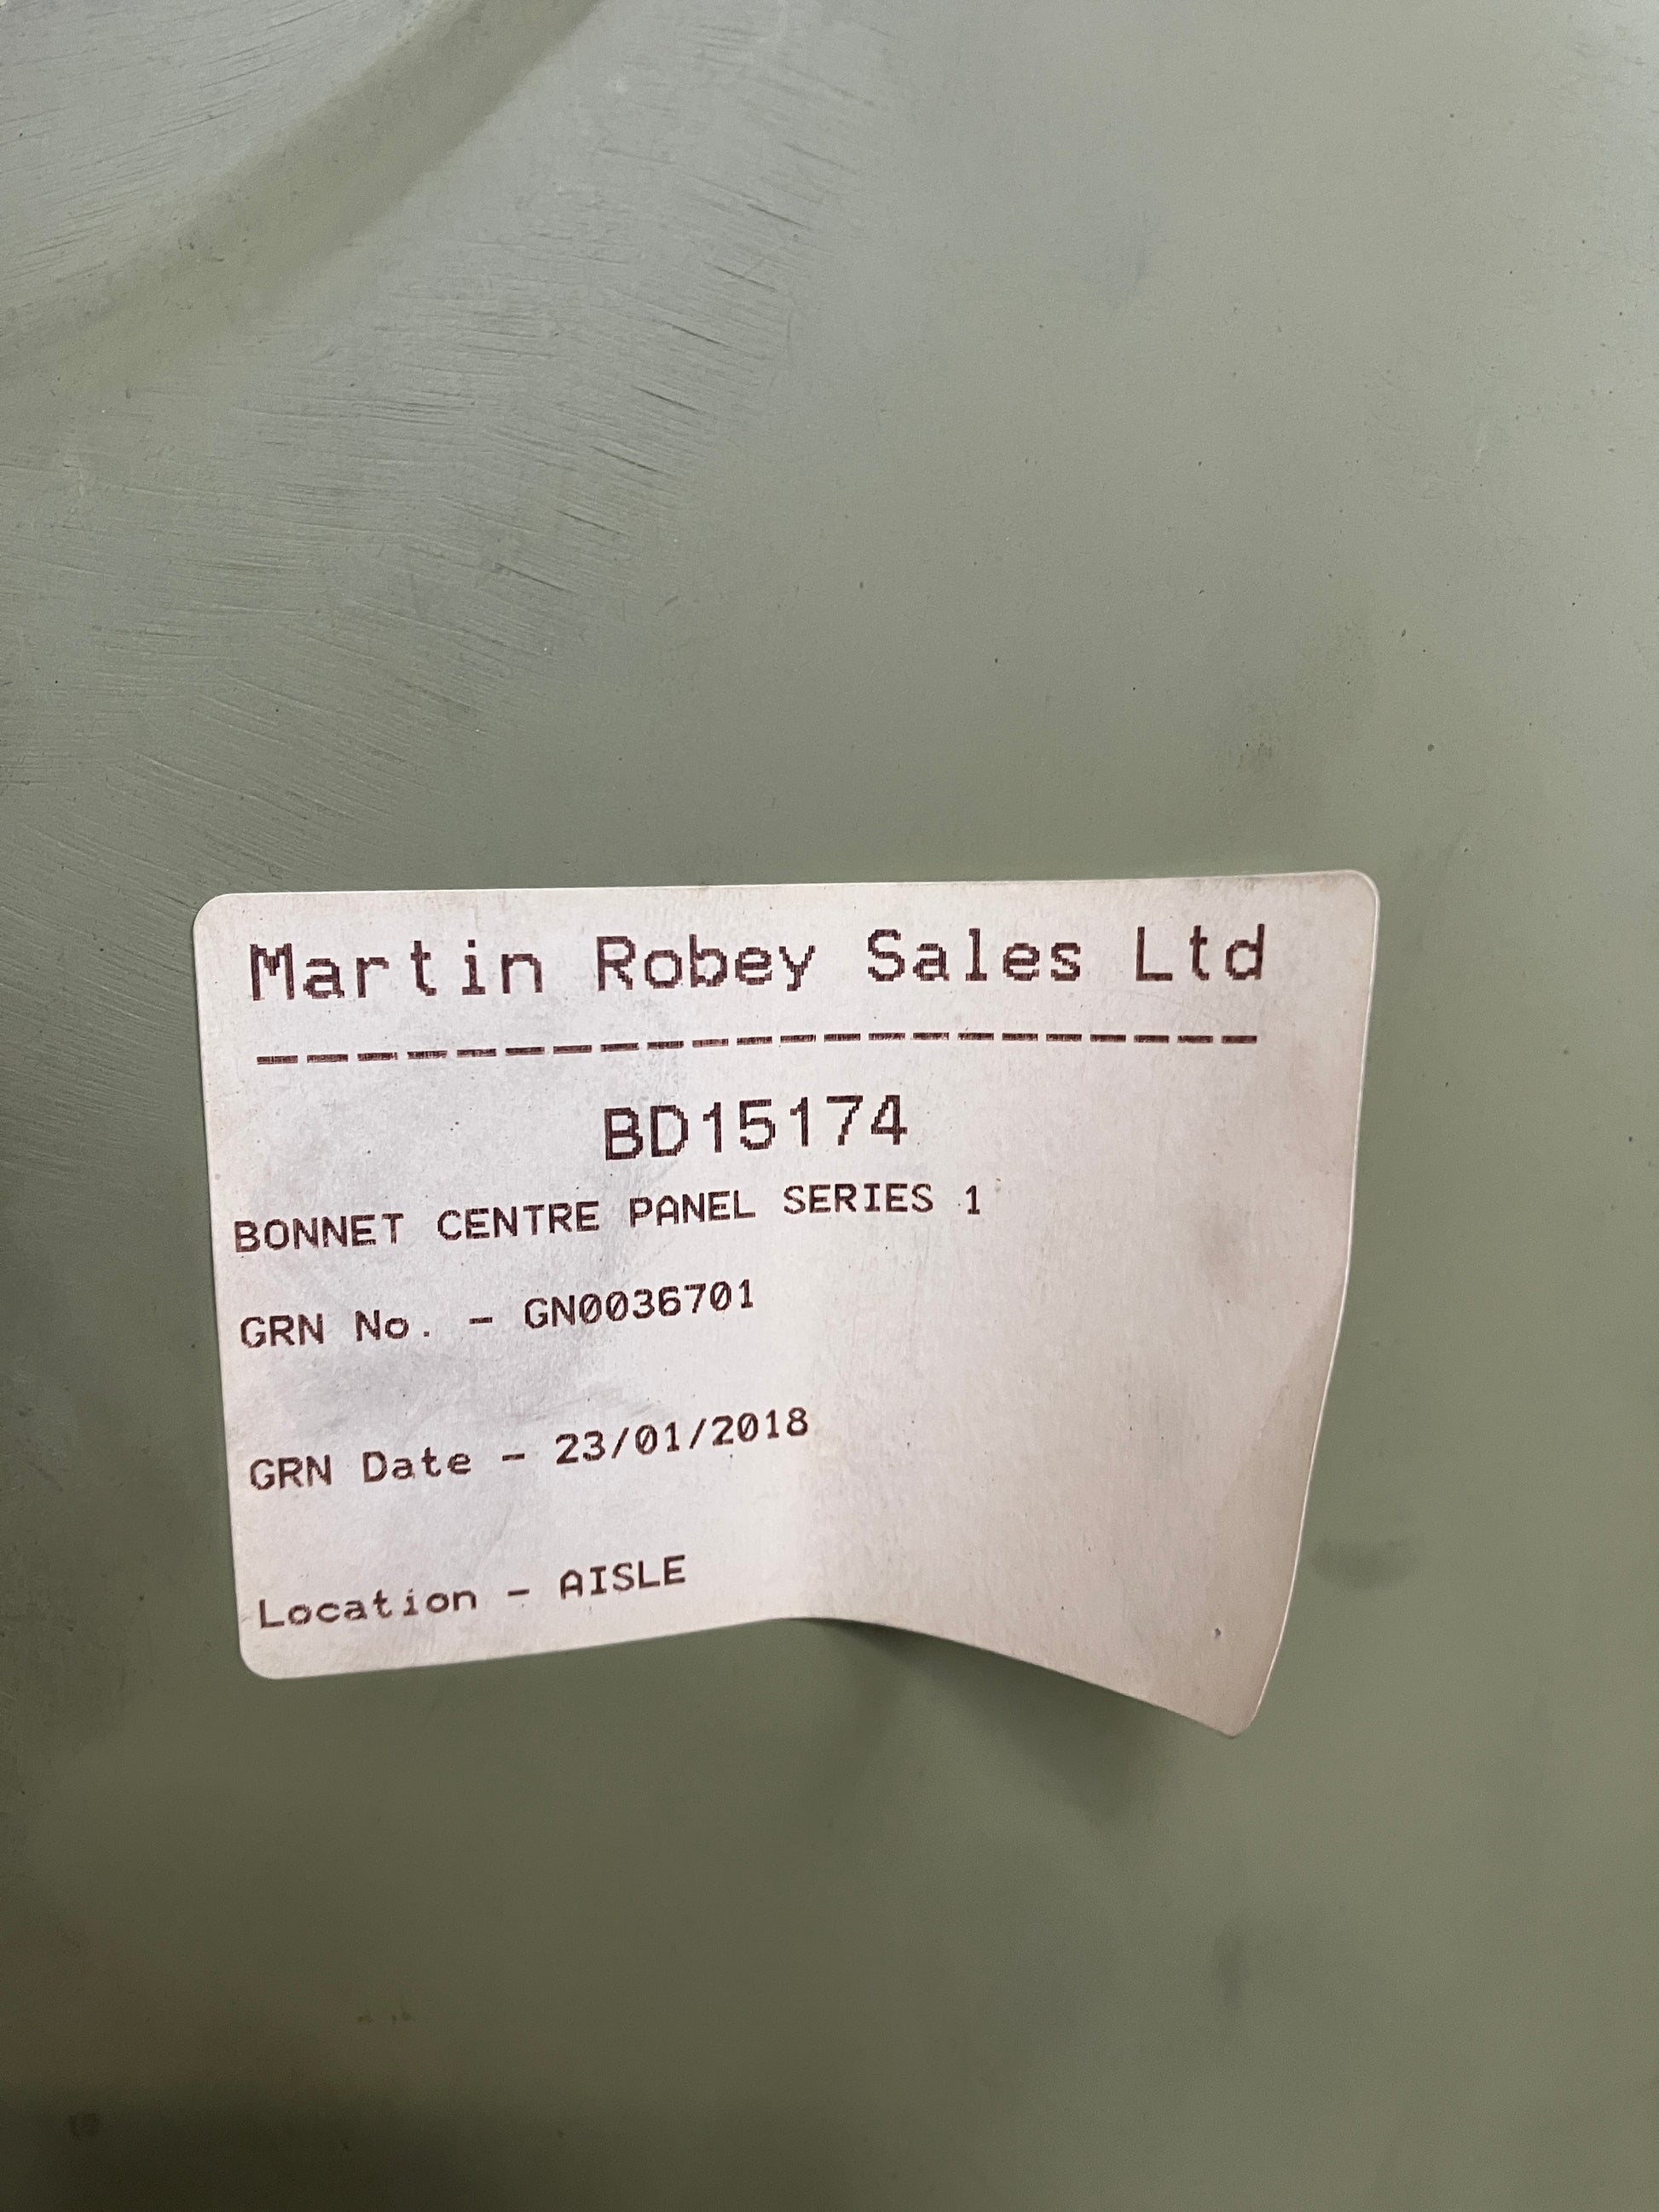 Martin Robey Sales Ltd
----------------------
BD15174
BONNET CENTRE PANEL SERIES 1
GRN No. - GN0036701
GRN Date - 23/01/2018
Location - AISLE